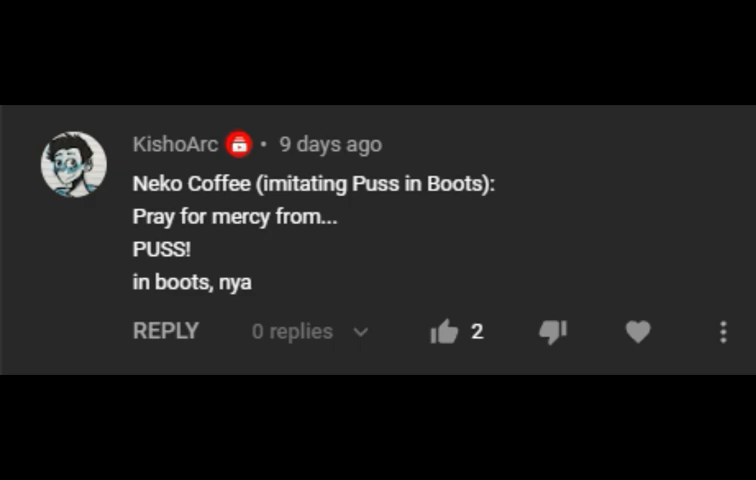 KishoArc • 9 days ago
Neko Coffee (imitating Puss in Boots):
Pray for mercy from...
PUSS!
in boots, nya
REPLY 0 replies 2